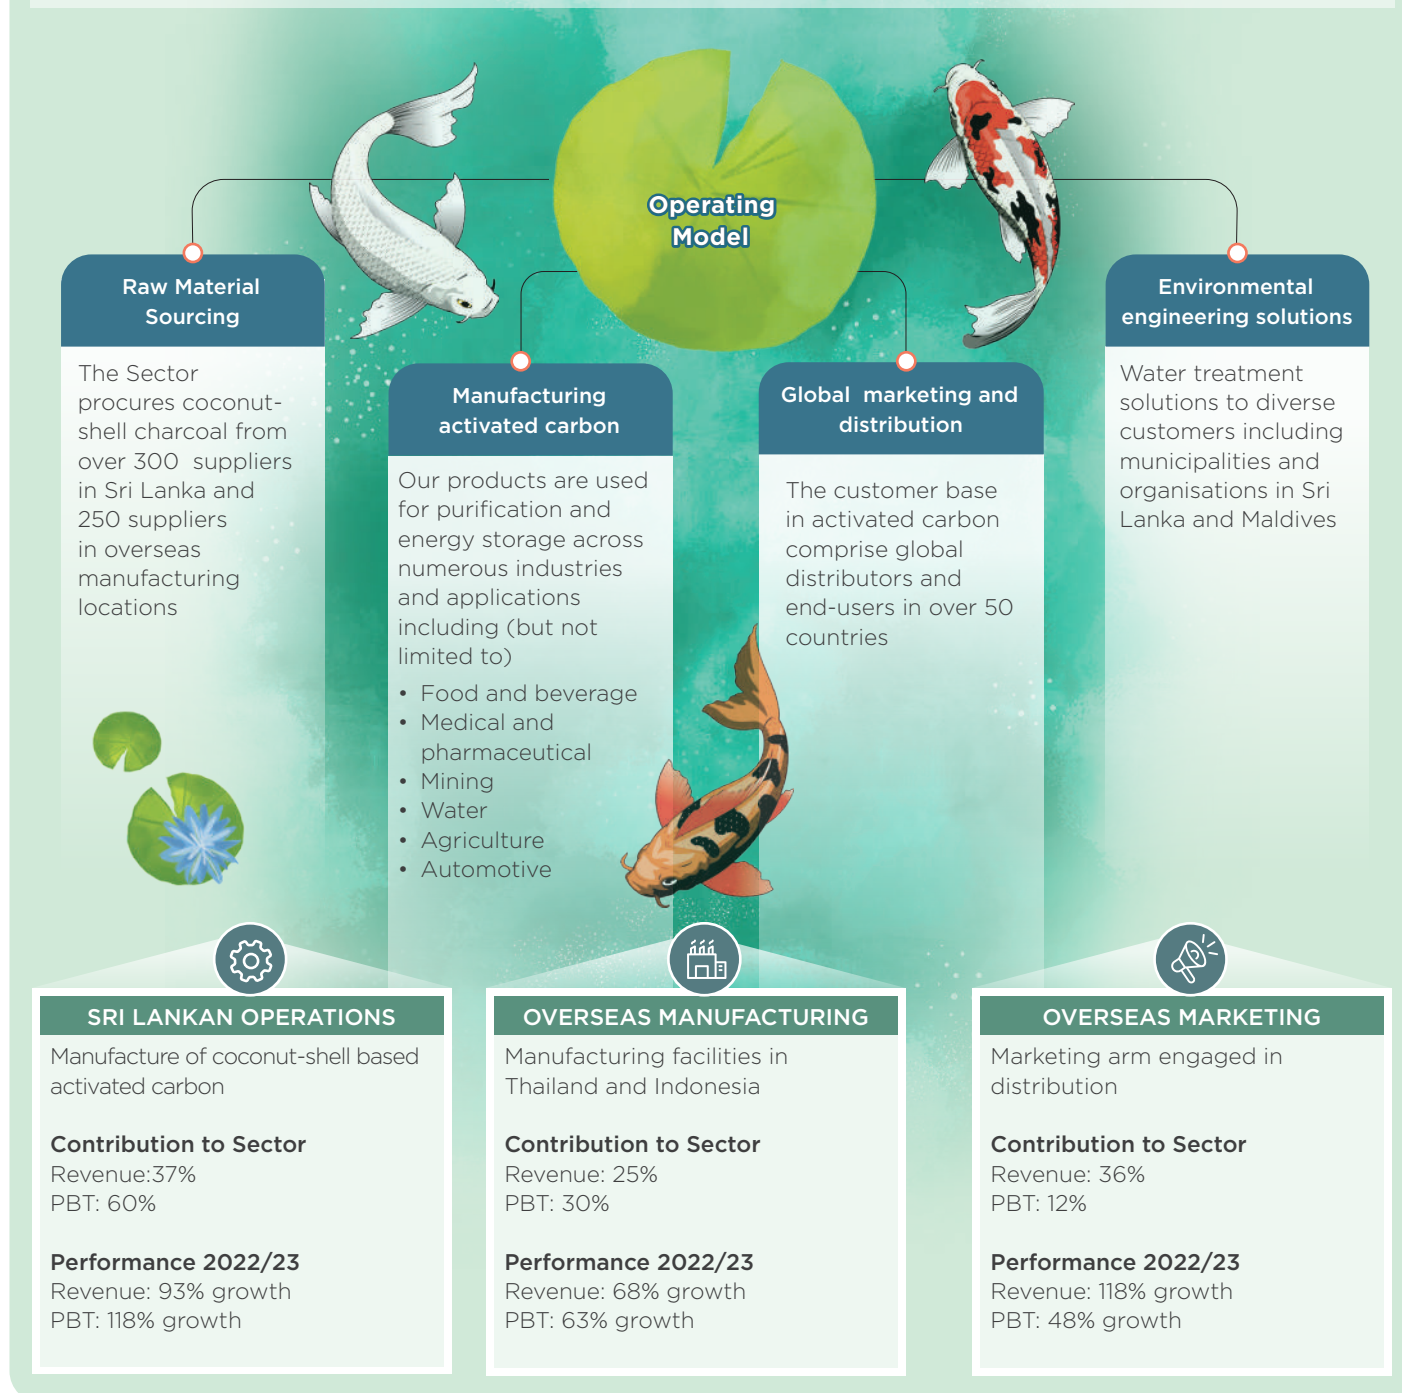 Operating
Model
Raw Material
Sourcing
The Sector
procures coconut-
shell charcoal from
over 300 suppliers
in Sri Lanka and
250 suppliers
in overseas
manufacturing
locations
Manufacturing
activated carbon
Our products are used
for purification and
energy storage across
numerous industries
and applications
including (but not
limited to)
• Food and beverage
• Medical and
pharmaceutical
• Mining
• Water
• Agriculture
• Automotive
Global marketing and
distribution
The customer base
in activated carbon
comprise global
distributors and
end-users in over 50
countries
Environmental
engineering solutions
Water treatment
solutions to diverse
customers including
municipalities and
organisations in Sri
Lanka and Maldives
SRI LANKAN OPERATIONS
Manufacture of coconut-shell based
activated carbon
Contribution to Sector
Revenue:37%
PBT: 60%
Performance 2022/23
Revenue: 93% growth
PBT: 118% growth
OVERSEAS MANUFACTURING
Manufacturing facilities in
Thailand and Indonesia
Contribution to Sector
Revenue: 25%
PBT: 30%
Performance 2022/23
Revenue: 68% growth
PBT: 63% growth
OVERSEAS MARKETING
Marketing arm engaged in
distribution
Contribution to Sector
Revenue: 36%
PBT: 12%
Performance 2022/23
Revenue: 118% growth
PBT: 48% growth